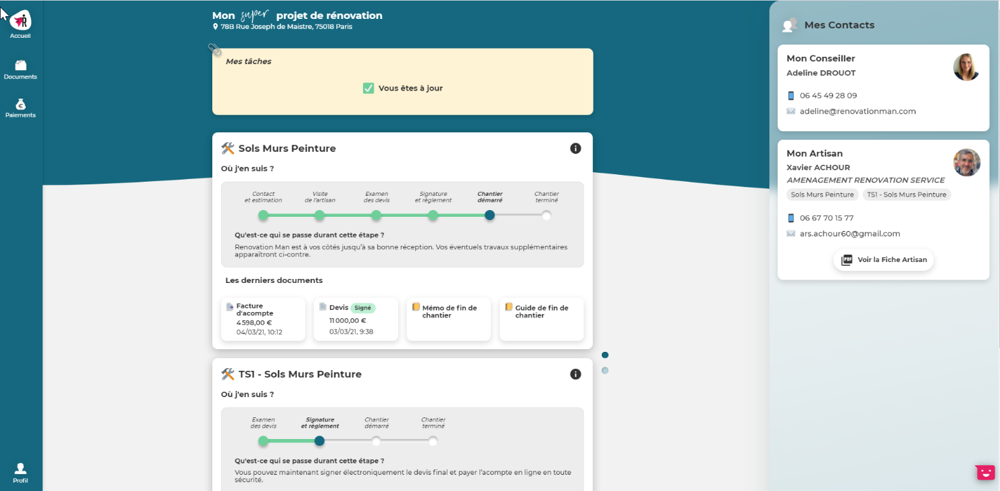 Accueil
Documents
Paiements
Profil
Mon super projet de rénovation
78B Rue Joseph de Maistre, 75018 Paris
Mes tâches
Vous êtes à jour
Sols Murs Peinture
Où j'en suis ?
Contact
et estimation
Visite
de l'artisan
Examen
des devis
Signature
et règlement
Chantier
démarré
Chantier
terminé
Qu'est-ce qui se passe durant cette étape ?
Renovation Man est à vos côtés jusqu'à sa bonne réception. Vos éventuels travaux supplémentaires
apparaitront ci-contre.
Les derniers documents
Facture
d'acompte
4 598,00 €
04/03/21, 10:12
Devis Signé
11 000,00 €
03/03/21, 9:38
Mémo de fin de
chantier
Guide de fin de
chantier
TS1 - Sols Murs Peinture
Où j'en suis ?
Examen
des devis
Signature
et règlement
Chantier
démarré
Chantier
terminé
Qu'est-ce qui se passe durant cette étape ?
Vous pouvez maintenant signer électroniquement le devis final et payer l'acompte en ligne en toute
sécurité.
Mes Contacts
Mon Conseiller
Adeline DROUOT
06 45 49 28 09
adeline@renovationman.com
Mon Artisan
Xavier ACHOUR
AMENAGEMENT RENOVATION SERVICE
Sols Murs Peinture
TS1 - Sols Murs Peinture
06 67 70 15 77
ars.achour60@gmail.com
PDF Voir la Fiche Artisan